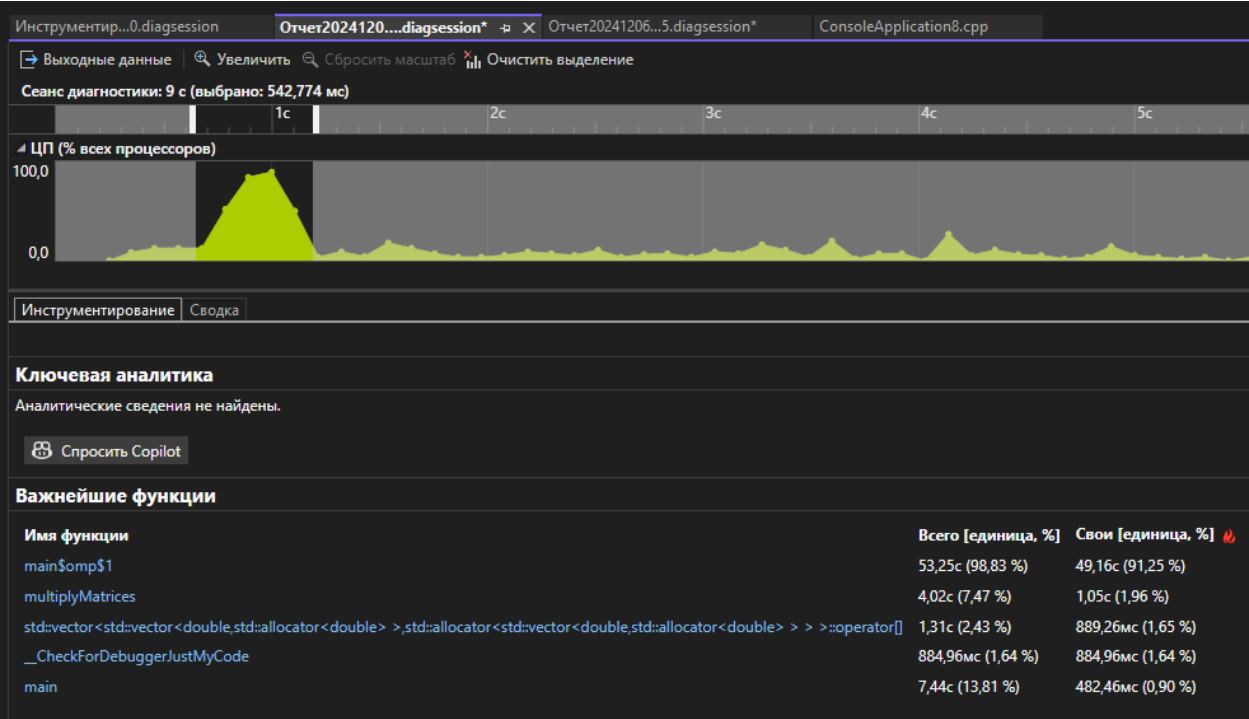 Инструментир...0.diagsession Отчет2024120....diagsession* Отчет20241206...5.diagsession* ConsoleApplication8.cpp
Выходные данные Увеличить Сбросить масштаб Очистить выделение
Сеанс диагностики: 9 с (выбрано: 542,774 мс)
1с 2с 3с 4с 5с
ЦП (% всех процессоров)
100,0
0,0
Инструментирование Сводка
Ключевая аналитика
Аналитические сведения не найдены.
Спросить Copilot
Важнейшие функции
Имя функции Всего [единица, %] Свои [единица, %]
main$omp$1 53,25с (98,83 %) 49,16с (91,25 %)
multiplyMatrices 4,02с (7,47 %) 1,05с (1,96 %)
std::vector<std::vector<double,std::allocator<double> >,std::allocator<std::vector<double,std::allocator<double> > > >::operator[] 1,31с (2,43 %) 889,26мс (1,65 %)
__CheckForDebuggerJustMyCode 884,96мс (1,64 %) 884,96мс (1,64 %)
main 7,44с (13,81 %) 482,46мс (0,90 %)